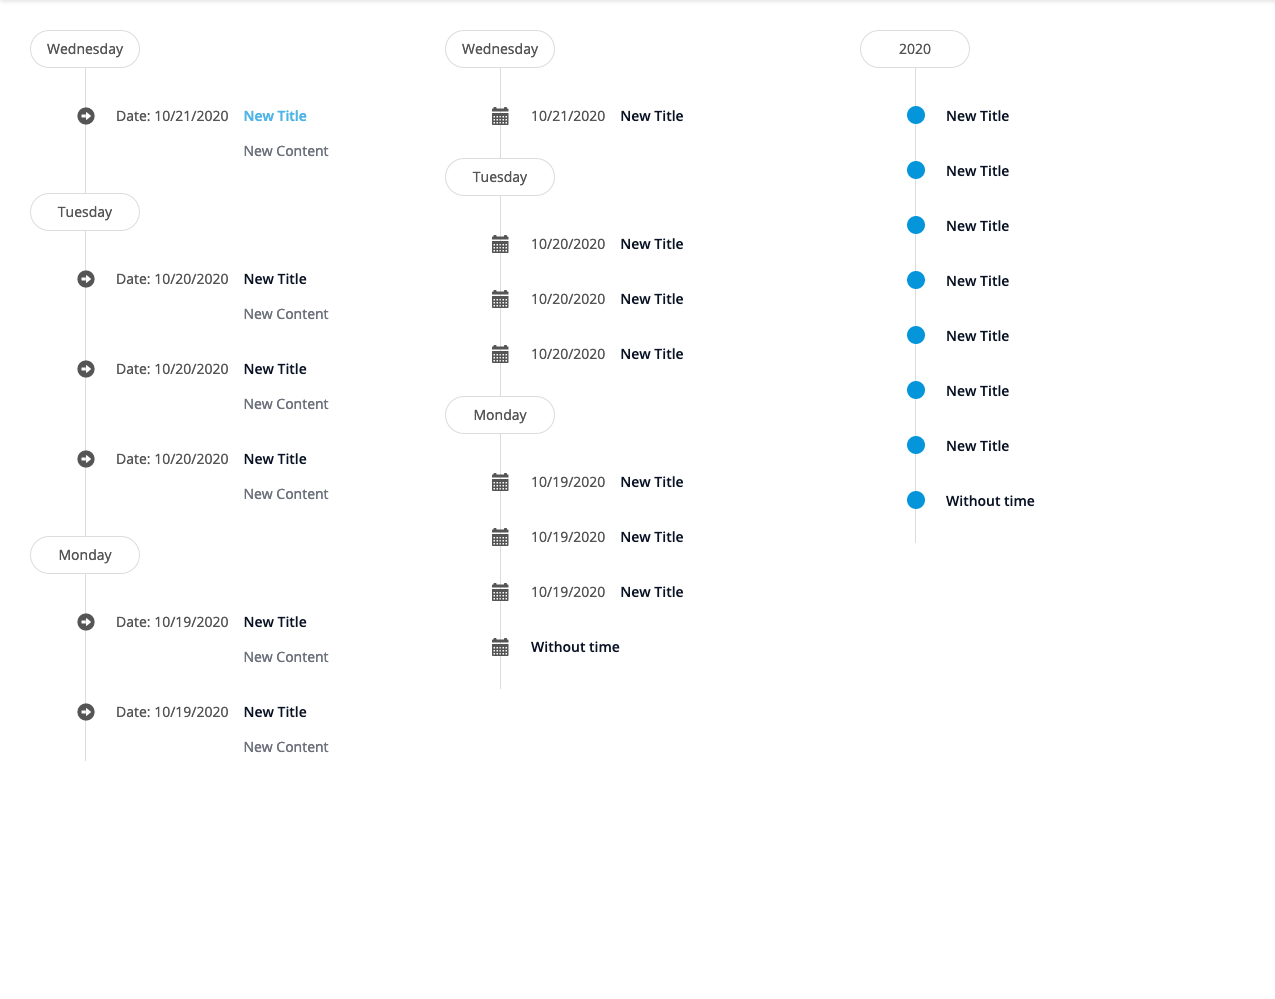 Wednesday
Date: 10/21/2020 New Title
New Content
Tuesday
Date: 10/20/2020 New Title
New Content
Date: 10/20/2020 New Title
New Content
Date: 10/20/2020 New Title
New Content
Monday
Date: 10/19/2020 New Title
New Content
Date: 10/19/2020 New Title
New Content
Wednesday
10/21/2020 New Title
Tuesday
10/20/2020 New Title
10/20/2020 New Title
10/20/2020 New Title
Monday
10/19/2020 New Title
10/19/2020 New Title
10/19/2020 New Title
Without time
2020
New Title
New Title
New Title
New Title
New Title
New Title
New Title
Without time